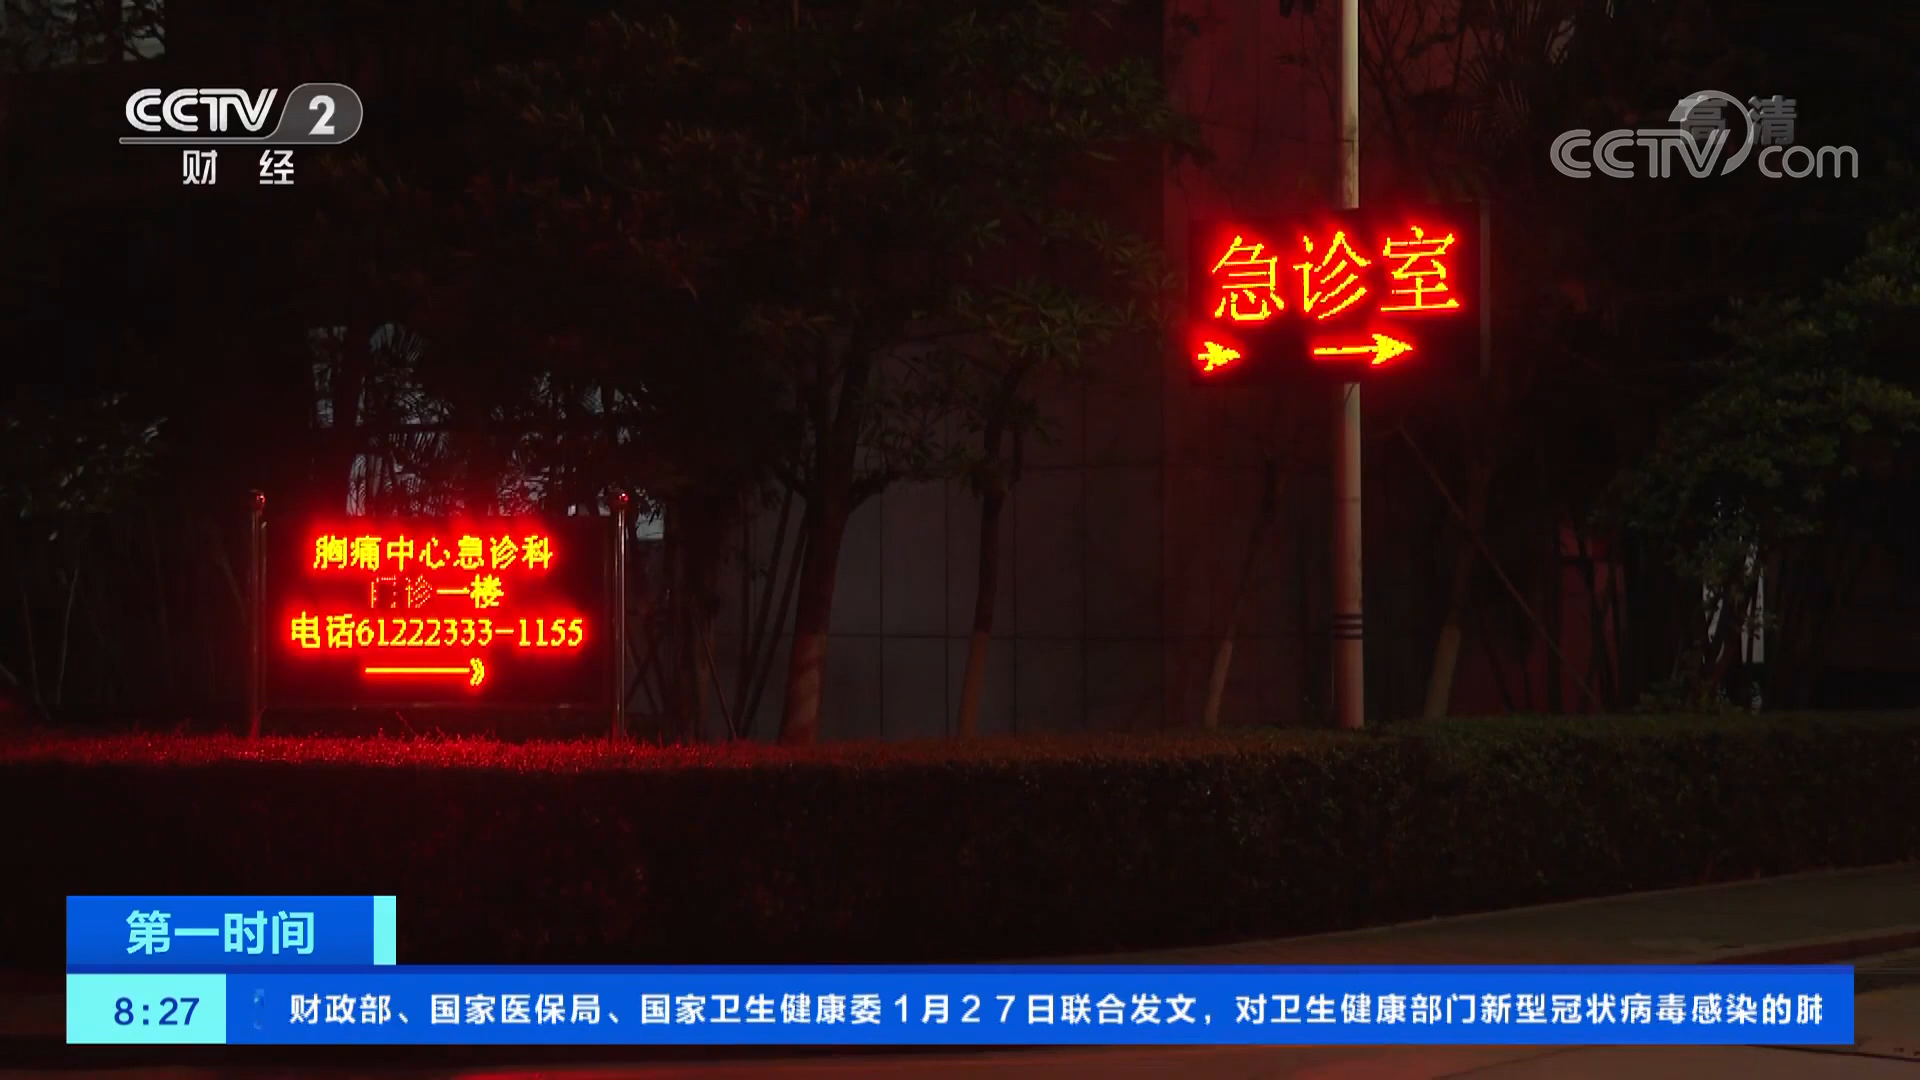 CCTV 2
财 经
高清
CCTV.com
急诊室
胸痛中心急诊科
门诊一楼
电话61222333-1155
第一时间
8:27
财政部、国家医保局、国家卫生健康委1月27日联合发文，对卫生健康部门新型冠状病毒感染的肺